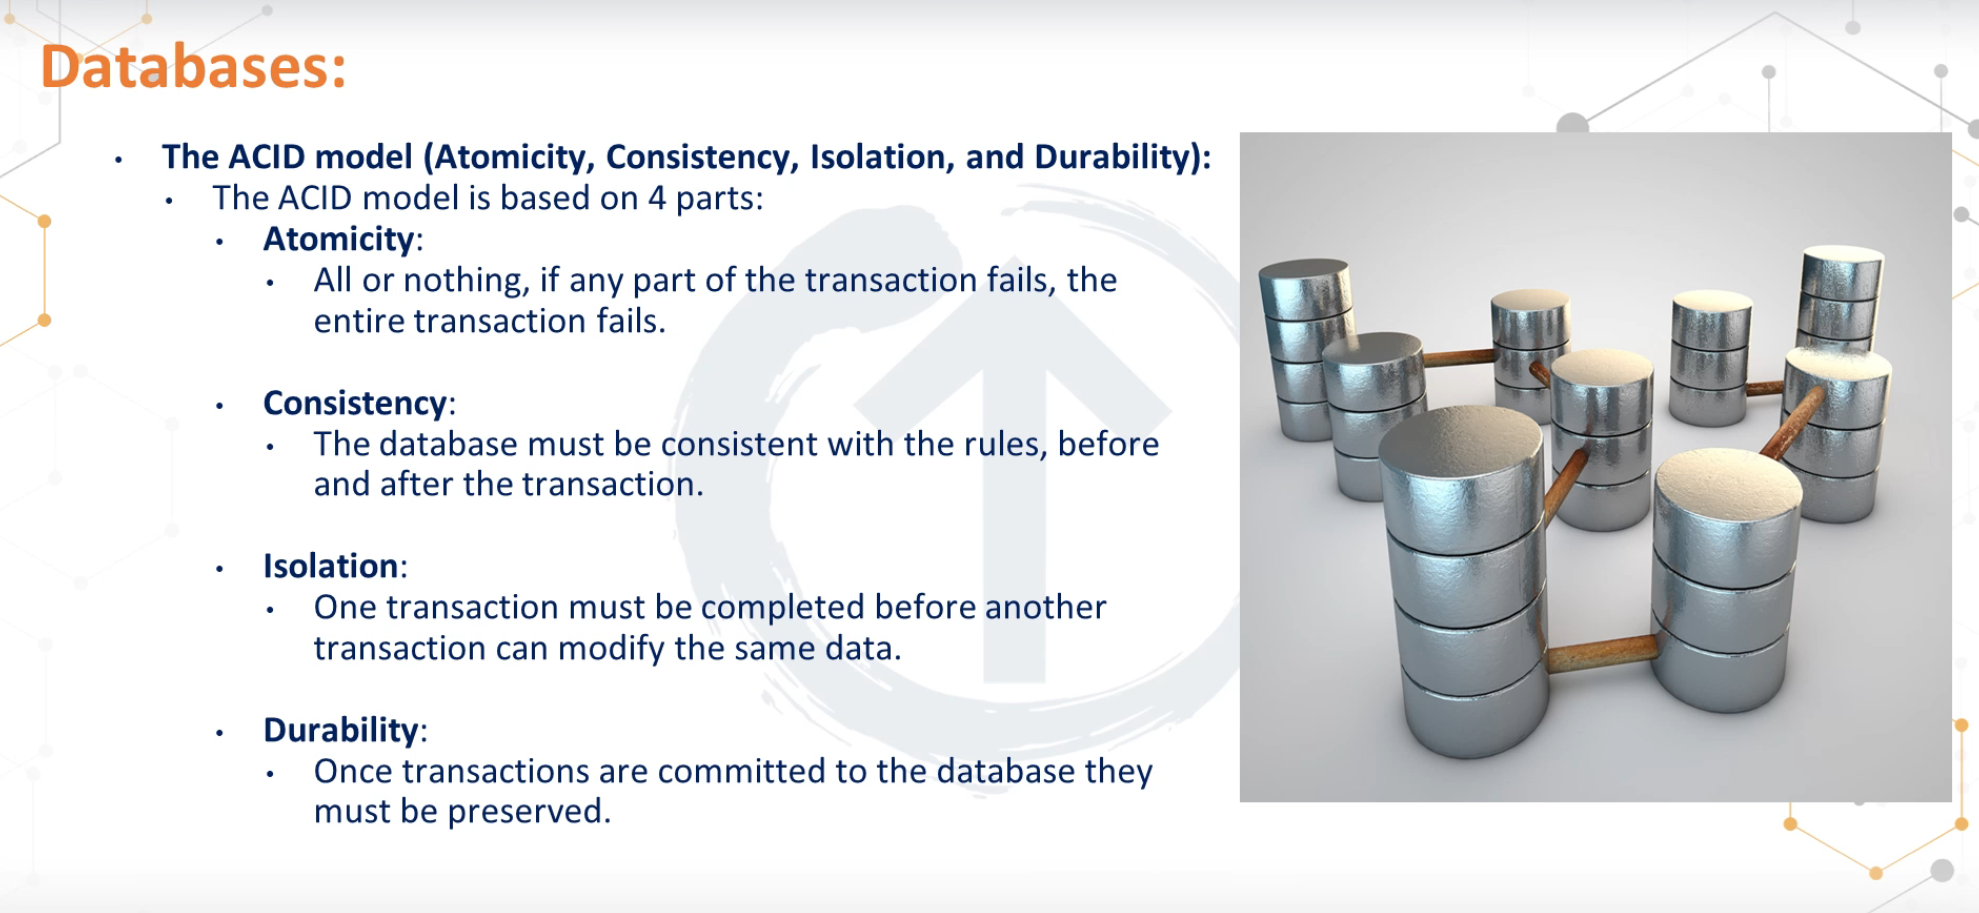 Databases:
The ACID model (Atomicity, Consistency, Isolation, and Durability):
The ACID model is based on 4 parts:
Atomicity:
All or nothing, if any part of the transaction fails, the
entire transaction fails.
Consistency:
The database must be consistent with the rules, before
and after the transaction.
Isolation:
One transaction must be completed before another
transaction can modify the same data.
Durability:
Once transactions are committed to the database they
must be preserved.